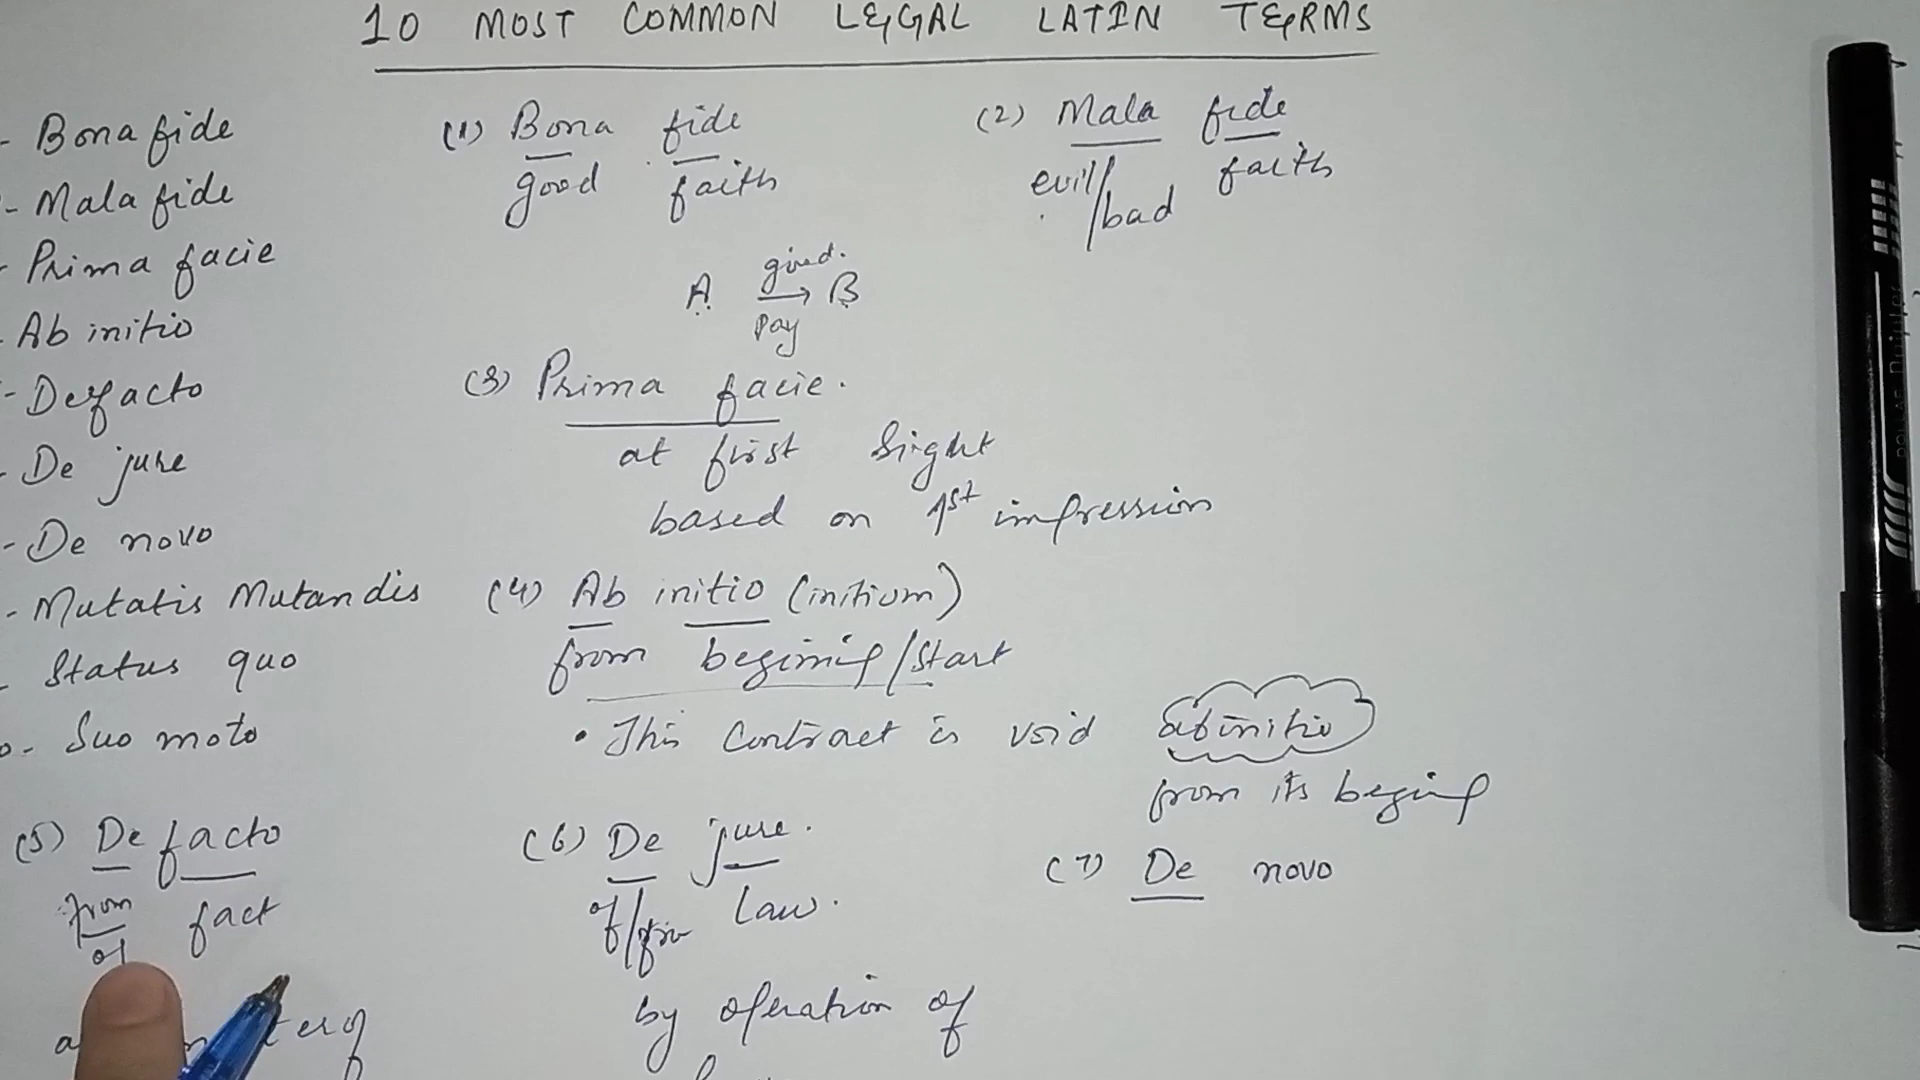 10 MOST COMMON LEGAL LATIN TERMS
- Bona fide
- Mala fide
- Prima facie
- Ab initio
- Defacto
- De jure
- De novo
- Mutatis Mutandis
- Status quo
- Suo moto
(1) Bona fide
good faith
(2) Mala fide
evil/bad faith
A → B
Pay
(3) Prima facie.
at first sight
based on 1st impression
(4) Ab initio (initium)
from begining/start
• This Contract is void abinitio
from its beging
(5) De facto
from fact
of
(6) De jure.
of/from Law.
by operation of
(7) De novo